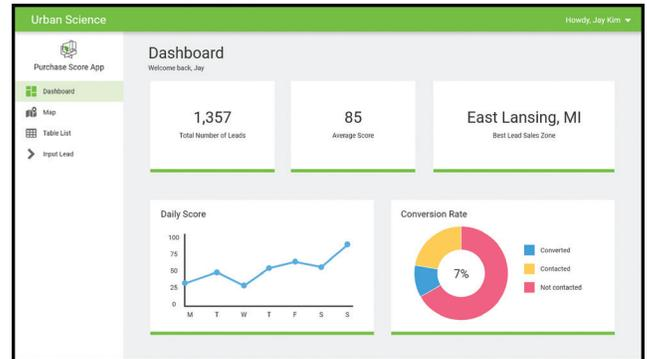 Urban Science
Howdy, Jay Kim
Purchase Score App
Dashboard
Map
Table List
Input Lead
Dashboard
Welcome back, Jay
1,357
Total Number of Leads
85
Average Score
East Lansing, MI
Best Lead Sales Zone
Daily Score
100
75
50
25
0
M T W T F S S
Conversion Rate
7%
Converted
Contacted
Not contacted